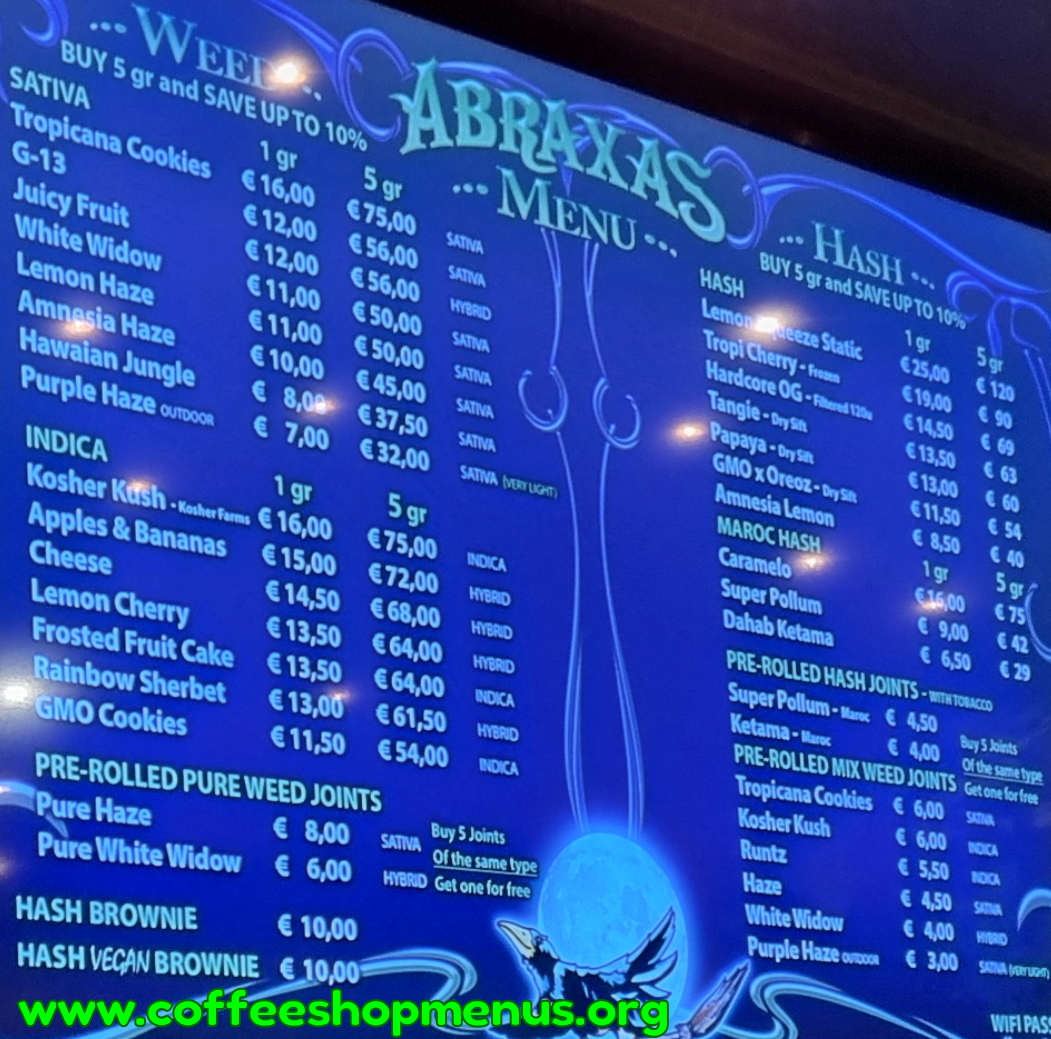 ... WEED ...
BUY 5 gr and SAVE UP TO 10%
SATIVA 1 gr 5 gr
Tropicana Cookies € 16,00 € 75,00 SATIVA
G-13 € 12,00 € 56,00 SATIVA
Juicy Fruit € 12,00 € 56,00 HYBRID
White Widow € 11,00 € 50,00 SATIVA
Lemon Haze € 11,00 € 50,00 SATIVA
Amnesia Haze € 10,00 € 45,00 SATIVA
Hawaian Jungle € 8,00 € 37,50 SATIVA
Purple Haze OUTDOOR € 7,00 € 32,00 SATIVA (VERY LIGHT)
INDICA 1 gr 5 gr
Kosher Kush - Kosher Farms € 16,00 € 75,00 INDICA
Apples & Bananas € 15,00 € 72,00 HYBRID
Cheese € 14,50 € 68,00 HYBRID
Lemon Cherry € 13,50 € 64,00 HYBRID
Frosted Fruit Cake € 13,50 € 64,00 INDICA
Rainbow Sherbet € 13,00 € 61,50 HYBRID
GMO Cookies € 11,50 € 54,00 INDICA
PRE-ROLLED PURE WEED JOINTS
Pure Haze € 8,00 SATIVA
Pure White Widow € 6,00 HYBRID
Buy 5 Joints
Of the same type
Get one for free
HASH BROWNIE € 10,00
HASH VEGAN BROWNIE € 10,00
ABRAXAS
... MENU ...
... HASH ...
BUY 5 gr and SAVE UP TO 10%
HASH 1 gr 5 gr
Lemon Squeeze Static € 25,00 € 120
Tropi Cherry - Frozen € 19,00 € 90
Hardcore OG - Filtered 120u € 14,50 € 69
Tangie - Dry Sift € 13,50 € 63
Papaya - Dry Sift € 13,00 € 60
GMO x Oreoz - Dry Sift € 11,50 € 54
Amnesia Lemon € 8,50 € 40
MAROC HASH 1 gr 5 gr
Caramelo € 16,00 € 75
Super Pollum € 9,00 € 42
Dahab Ketama € 6,50 € 29
PRE-ROLLED HASH JOINTS - WITH TOBACCO
Super Pollum - Maroc € 4,50
Ketama - Maroc € 4,00
Buy 5 Joints
Of the same type
Get one for free
PRE-ROLLED MIX WEED JOINTS
Tropicana Cookies € 6,00 SATIVA
Kosher Kush € 6,00 INDICA
Runtz € 5,50 INDICA
Haze € 4,50 SATIVA
White Widow € 4,00 HYBRID
Purple Haze OUTDOOR € 3,00 SATIVA (VERY LIGHT)
WIFI PASS
www.coffeeshopmenus.org